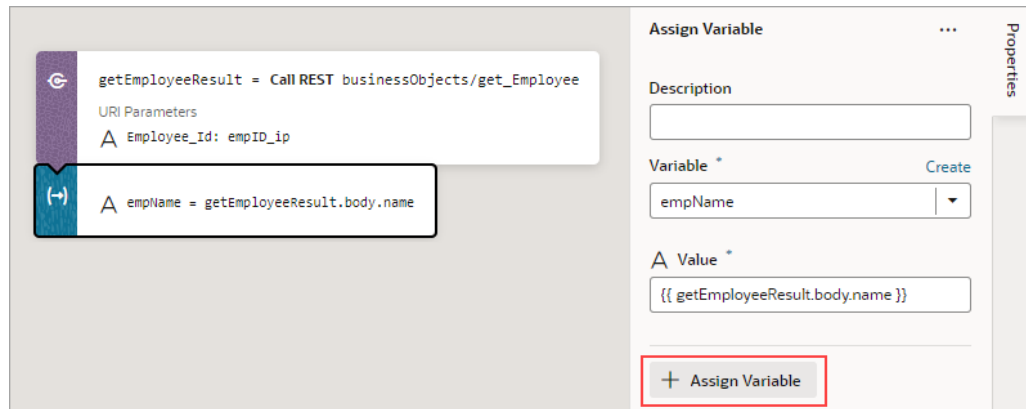 getEmployeeResult = Call REST businessObjects/get_Employee
URI Parameters
A Employee_Id: empID_ip
(→) A empName = getEmployeeResult.body.name
Assign Variable ...
Description
Variable * Create
empName
A Value *
{{ getEmployeeResult.body.name }}
+ Assign Variable
Properties